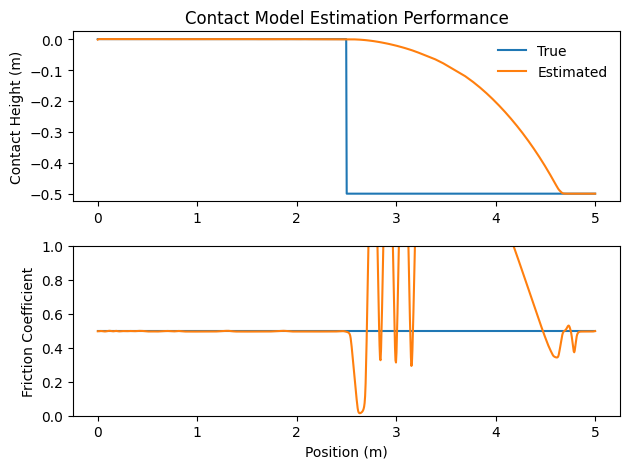 Contact Model Estimation Performance
Contact Height (m)
0.0
−0.1
−0.2
−0.3
−0.4
−0.5
True
Estimated
0 1 2 3 4 5
Friction Coefficient
1.0
0.8
0.6
0.4
0.2
0.0
0 1 2 3 4 5
Position (m)